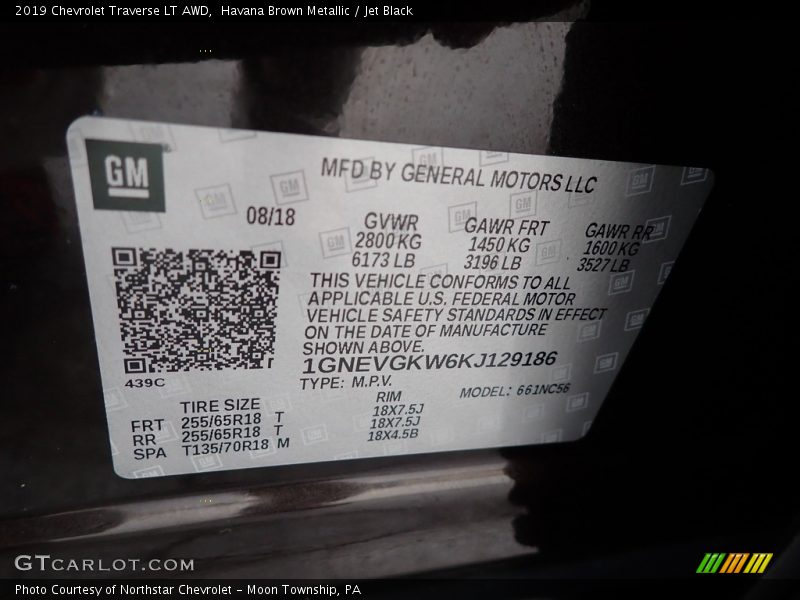 2019 Chevrolet Traverse LT AWD,  Havana Brown Metallic / Jet Black
GM
MFD BY GENERAL MOTORS LLC
08/18
GVWR GAWR FRT GAWR RR
2800 KG 1450 KG 1600 KG
6173 LB 3196 LB 3527 LB
THIS VEHICLE CONFORMS TO ALL
APPLICABLE U.S. FEDERAL MOTOR
VEHICLE SAFETY STANDARDS IN EFFECT
ON THE DATE OF MANUFACTURE
SHOWN ABOVE.
1GNEVGKW6KJ129186
439C
TYPE: M.P.V. MODEL: 661NC56
TIRE SIZE RIM
FRT 255/65R18 T 18X7.5J
RR 255/65R18 T 18X7.5J
SPA T135/70R18 M 18X4.5B
GTCARLOT.COM
Photo Courtesy of Northstar Chevrolet – Moon Township, PA